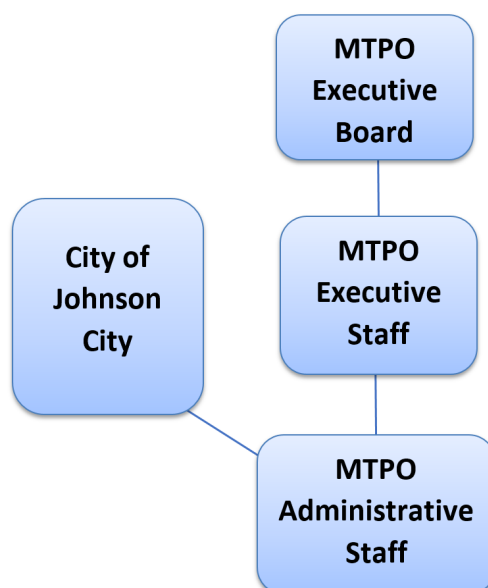 MTPO
Executive
Board
City of
Johnson
City
MTPO
Executive
Staff
MTPO
Administrative
Staff